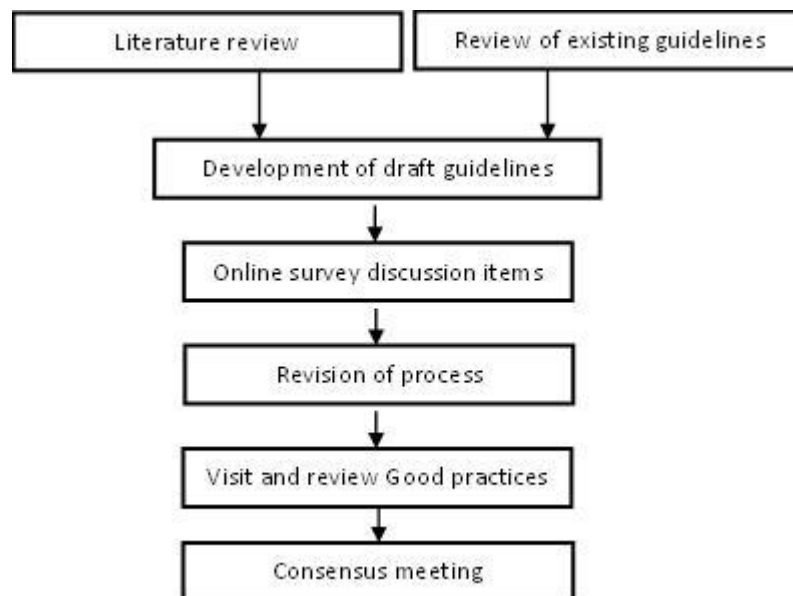 Literature review
Review of existing guidelines
Development of draft guidelines
Online survey discussion items
Revision of process
Visit and review Good practices
Consensus meeting